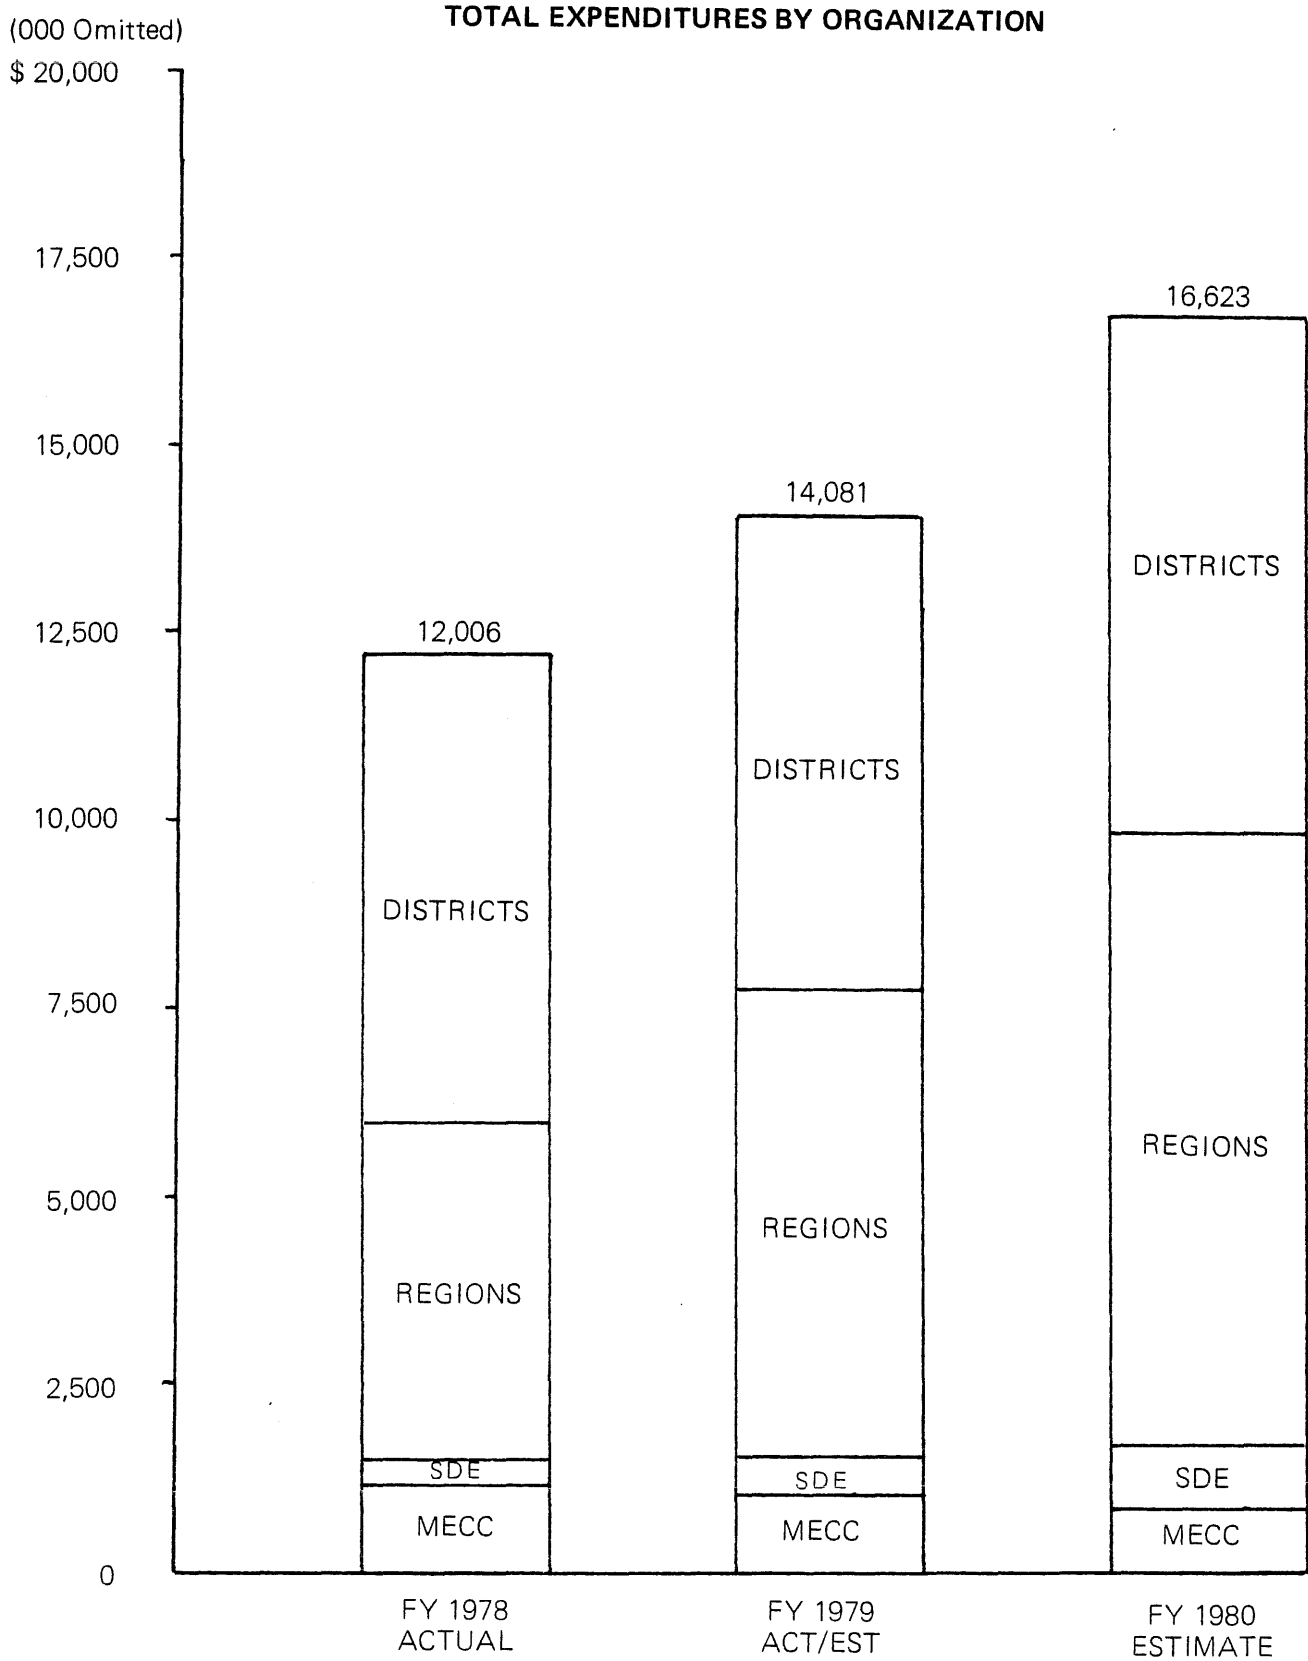 TOTAL EXPENDITURES BY ORGANIZATION
(000 Omitted)
$ 20,000
17,500
15,000
12,500
10,000
7,500
5,000
2,500
0
12,006
DISTRICTS
REGIONS
SDE
MECC
FY 1978
ACTUAL
14,081
DISTRICTS
REGIONS
SDE
MECC
FY 1979
ACT/EST
16,623
DISTRICTS
REGIONS
SDE
MECC
FY 1980
ESTIMATE